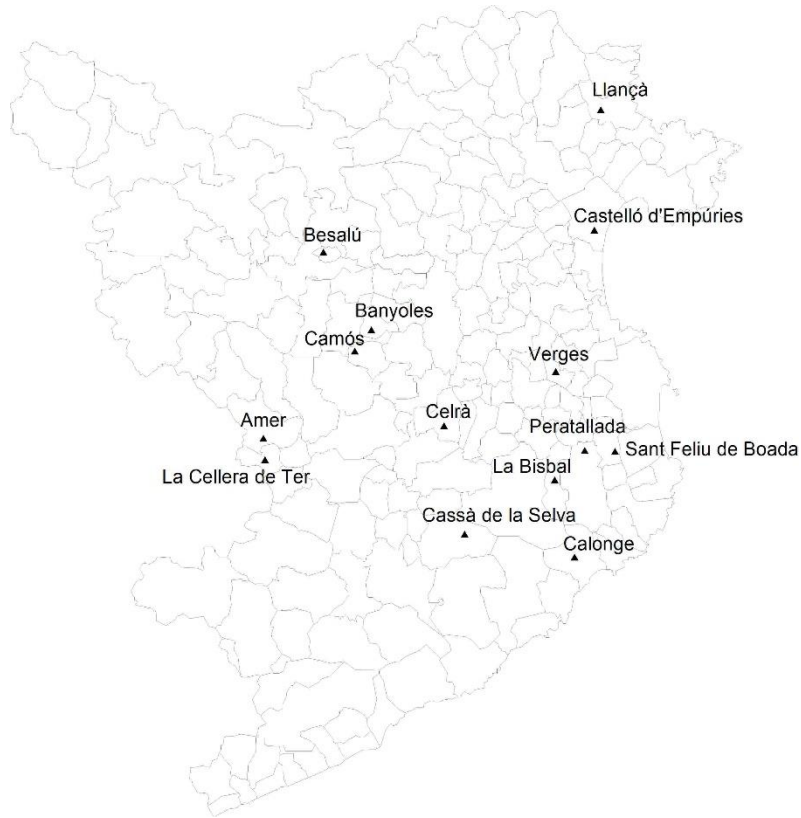 Llançà
Castelló d'Empúries
Besalú
Banyoles
Camós
Verges
Celrà
Amer
Peratallada
Sant Feliu de Boada
La Bisbal
La Cellera de Ter
Cassà de la Selva
Calonge